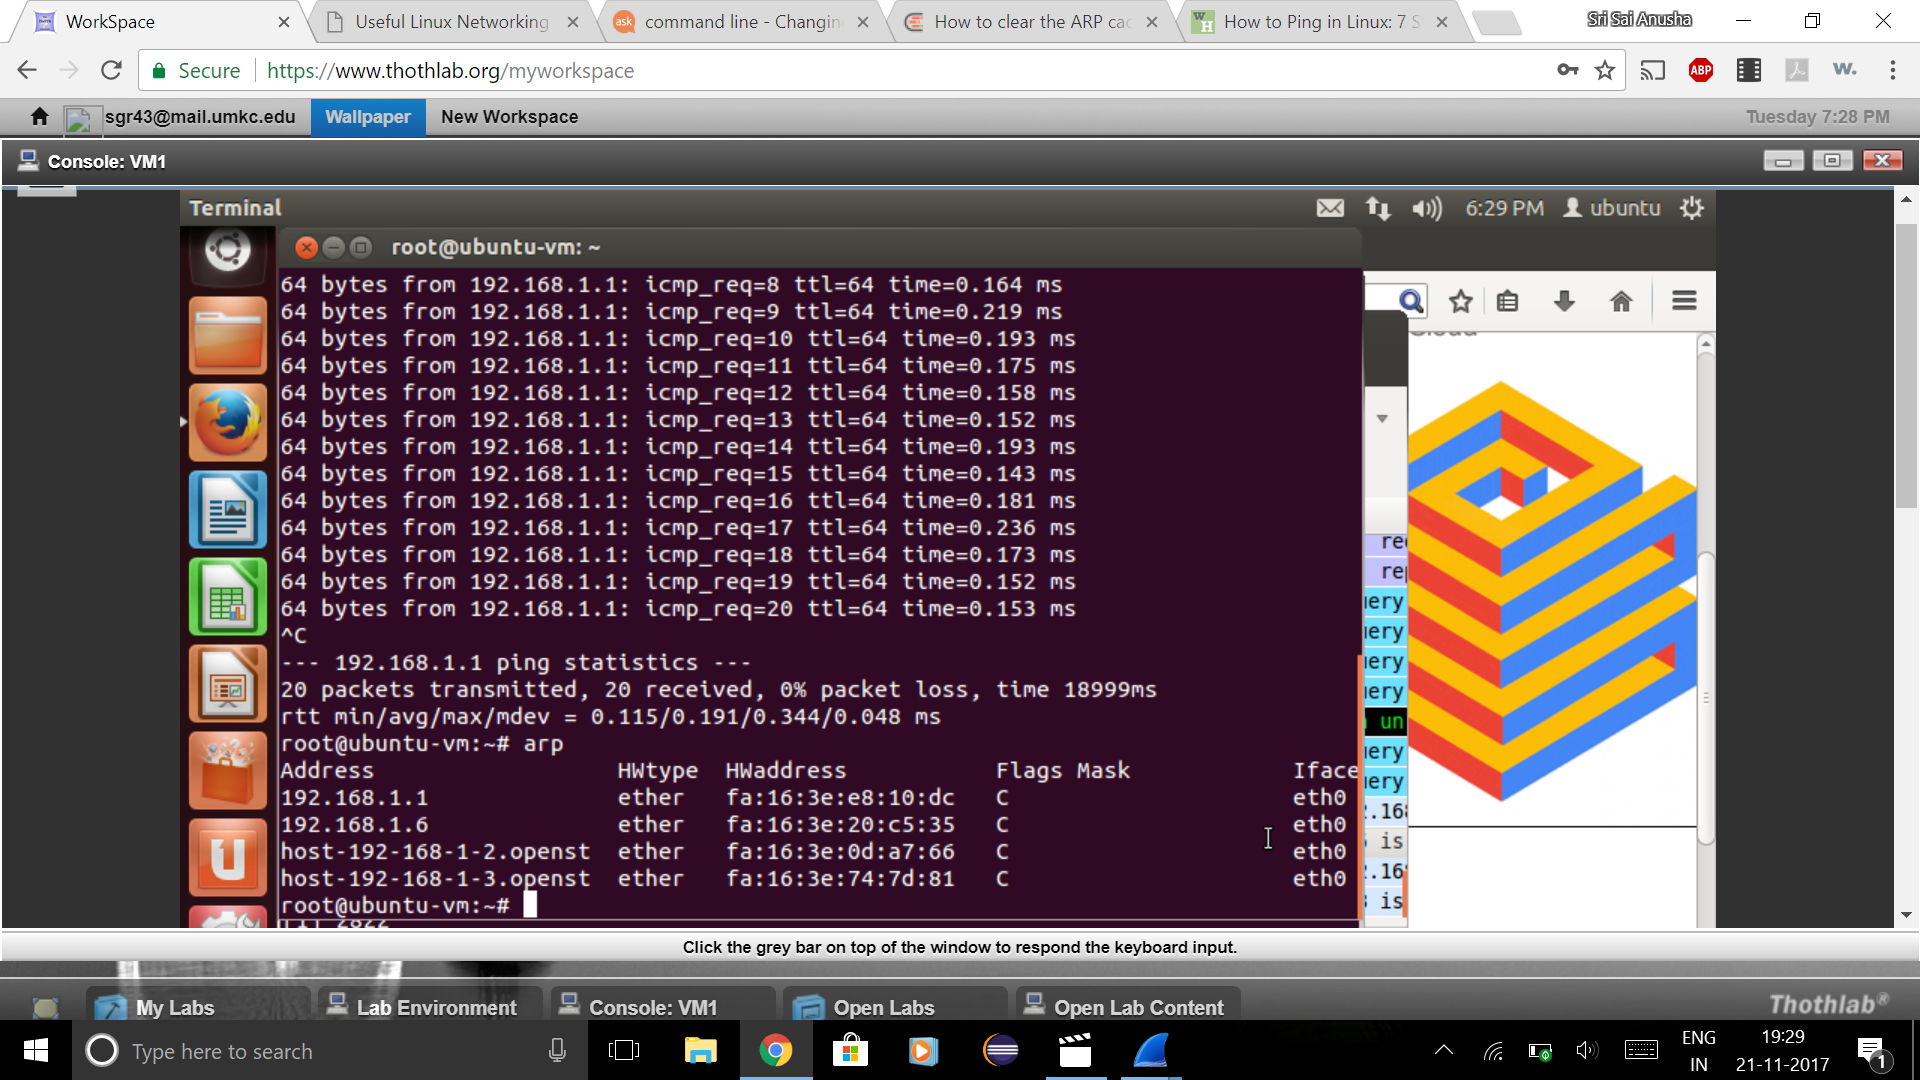 WorkSpace
Useful Linux Networking
command line - Changin
How to clear the ARP cac
How to Ping in Linux: 7 S
Sri Sai Anusha
Secure
https://www.thothlab.org/myworkspace
ABP
w.
sgr43@mail.umkc.edu
Wallpaper
New Workspace
Tuesday 7:28 PM
Console: VM1
Terminal
6:29 PM
ubuntu
root@ubuntu-vm: ~
64 bytes from 192.168.1.1: icmp_req=8 ttl=64 time=0.164 ms
64 bytes from 192.168.1.1: icmp_req=9 ttl=64 time=0.219 ms
64 bytes from 192.168.1.1: icmp_req=10 ttl=64 time=0.193 ms
64 bytes from 192.168.1.1: icmp_req=11 ttl=64 time=0.175 ms
64 bytes from 192.168.1.1: icmp_req=12 ttl=64 time=0.158 ms
64 bytes from 192.168.1.1: icmp_req=13 ttl=64 time=0.152 ms
64 bytes from 192.168.1.1: icmp_req=14 ttl=64 time=0.193 ms
64 bytes from 192.168.1.1: icmp_req=15 ttl=64 time=0.143 ms
64 bytes from 192.168.1.1: icmp_req=16 ttl=64 time=0.181 ms
64 bytes from 192.168.1.1: icmp_req=17 ttl=64 time=0.236 ms
64 bytes from 192.168.1.1: icmp_req=18 ttl=64 time=0.173 ms
64 bytes from 192.168.1.1: icmp_req=19 ttl=64 time=0.152 ms
64 bytes from 192.168.1.1: icmp_req=20 ttl=64 time=0.153 ms
^C
--- 192.168.1.1 ping statistics ---
20 packets transmitted, 20 received, 0% packet loss, time 18999ms
rtt min/avg/max/mdev = 0.115/0.191/0.344/0.048 ms
root@ubuntu-vm:~# arp
Address HWtype HWaddress Flags Mask Iface
192.168.1.1 ether fa:16:3e:e8:10:dc C eth0
192.168.1.6 ether fa:16:3e:20:c5:35 C eth0
host-192-168-1-2.openst ether fa:16:3e:0d:a7:66 C eth0
host-192-168-1-3.openst ether fa:16:3e:74:7d:81 C eth0
root@ubuntu-vm:~#
Click the grey bar on top of the window to respond the keyboard input.
My Labs
Lab Environment
Console: VM1
Open Labs
Open Lab Content
Thothlab®
Type here to search
ENG
IN
19:29
21-11-2017
1